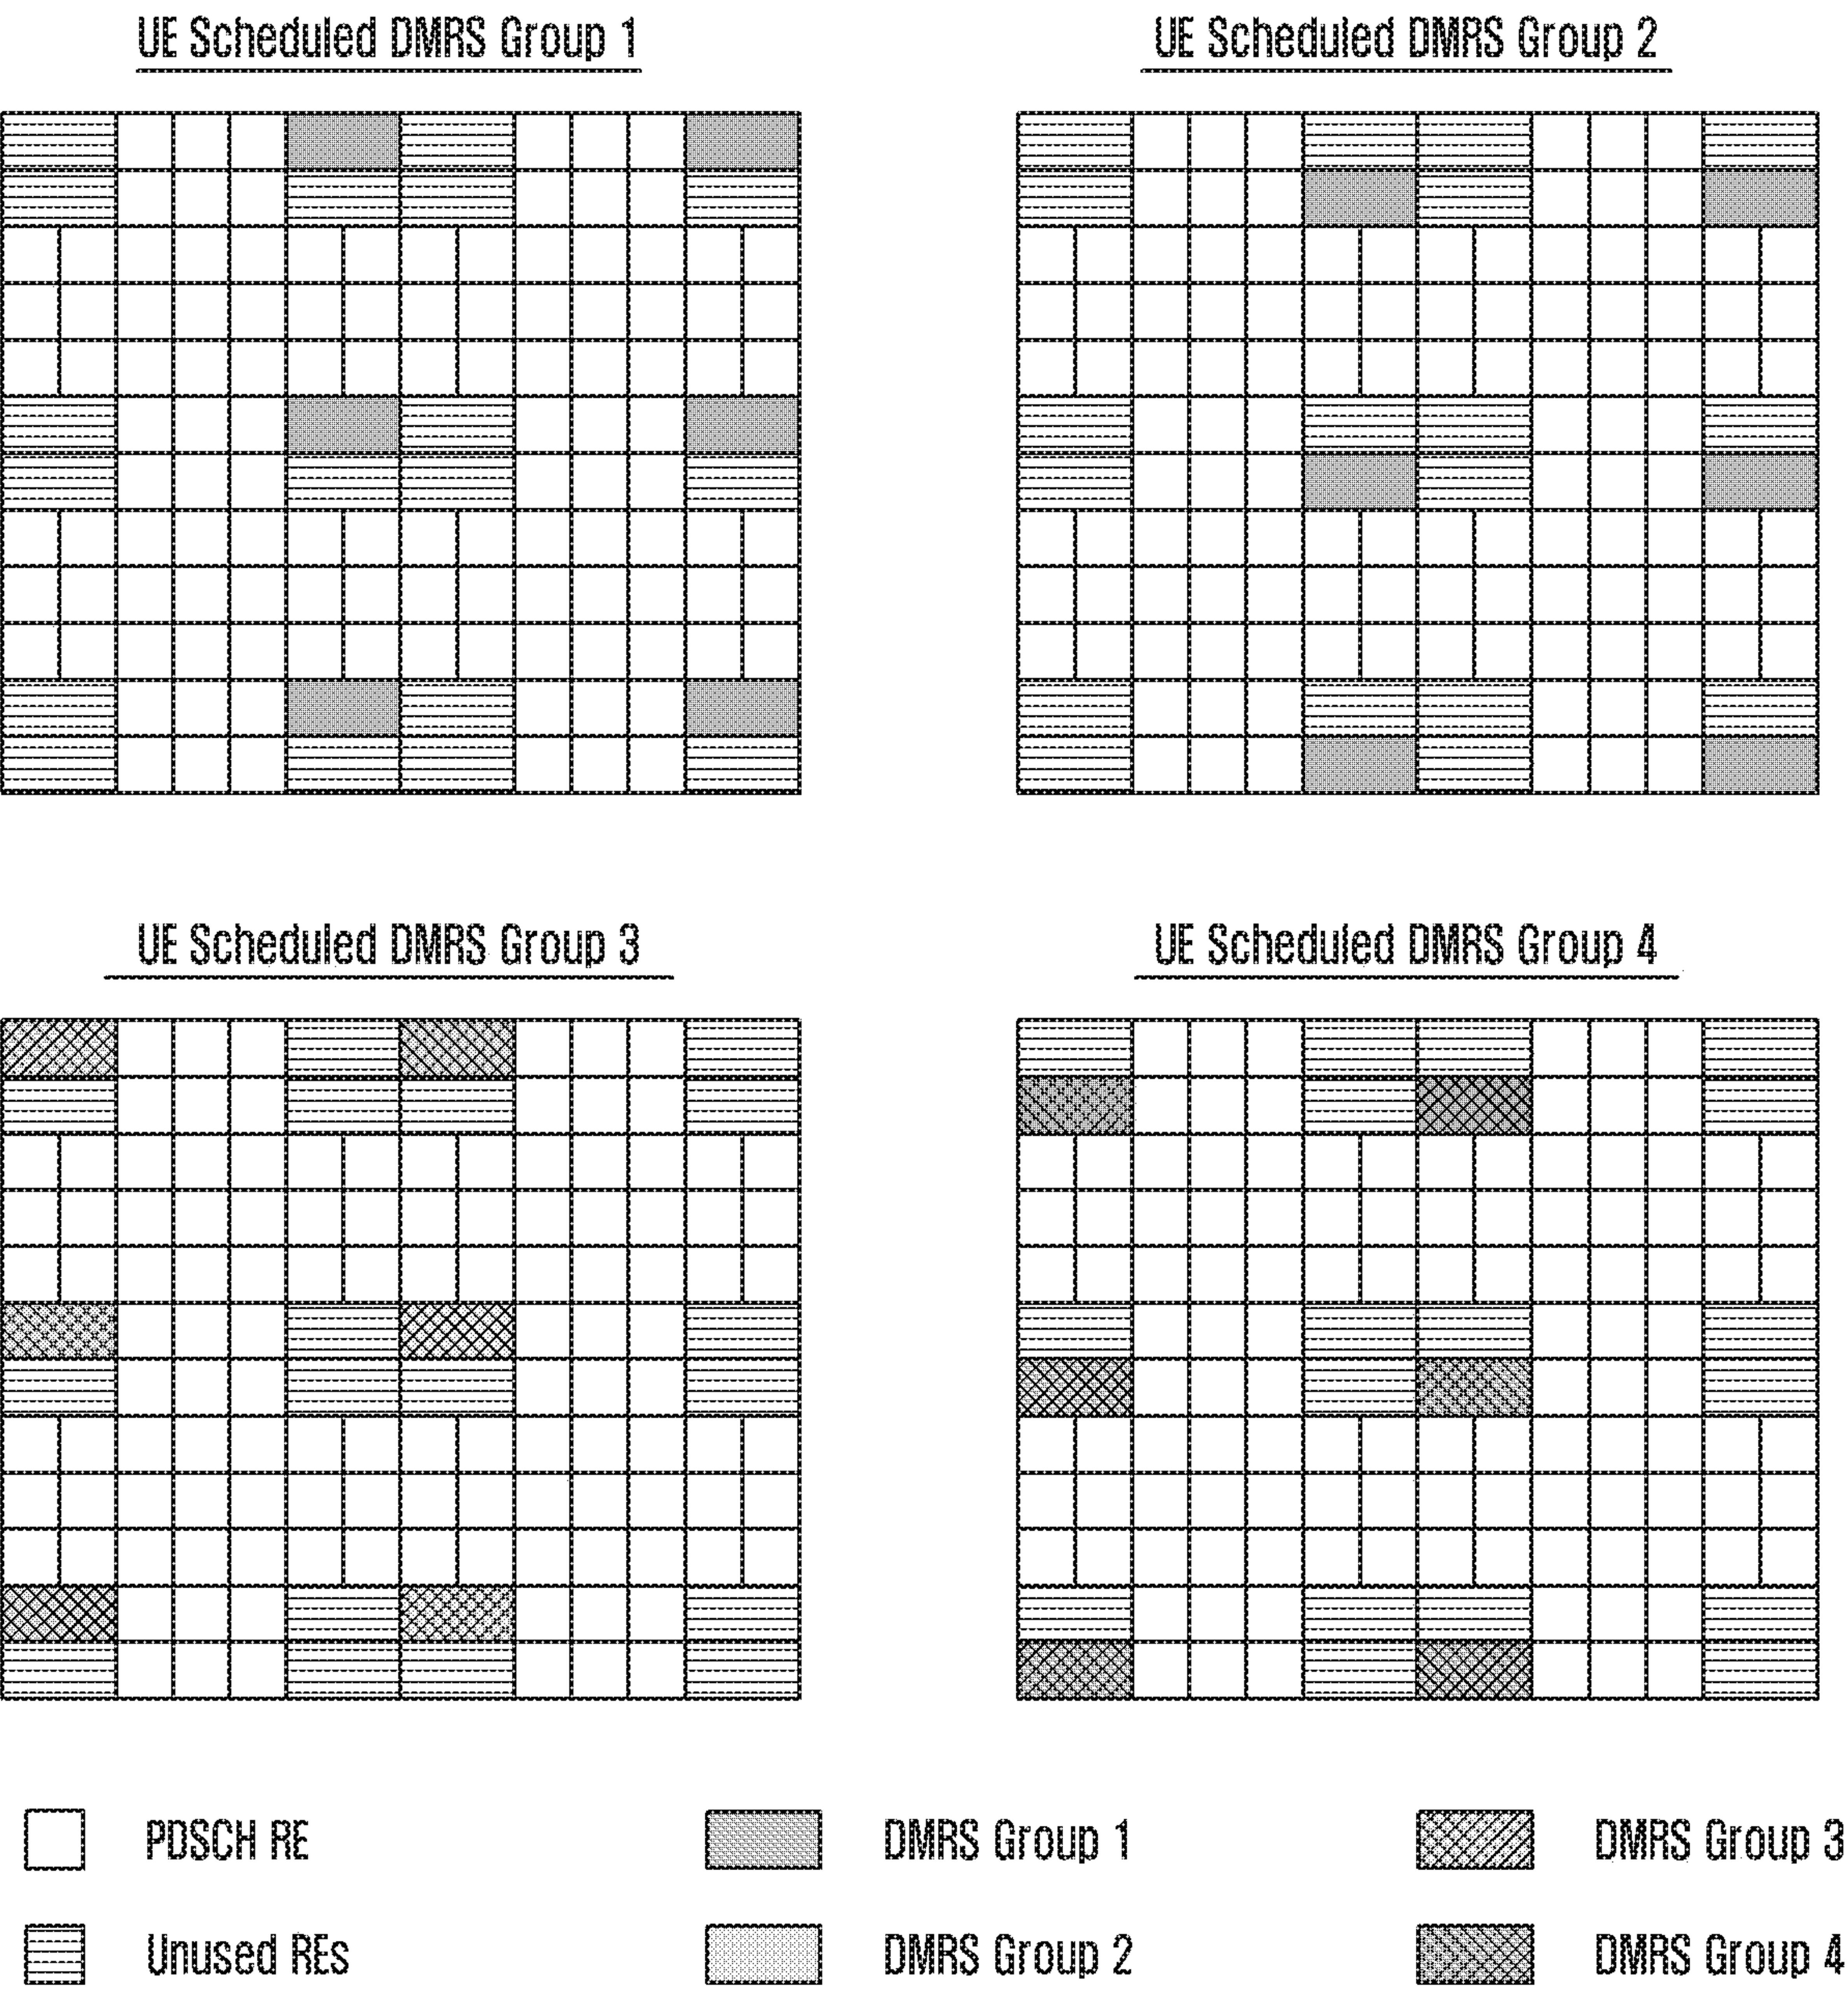 UE Scheduled DMRS Group 1
UE Scheduled DMRS Group 2
UE Scheduled DMRS Group 3
UE Scheduled DMRS Group 4
PDSCH RE
DMRS Group 1
DMRS Group 3
Unused REs
DMRS Group 2
DMRS Group 4